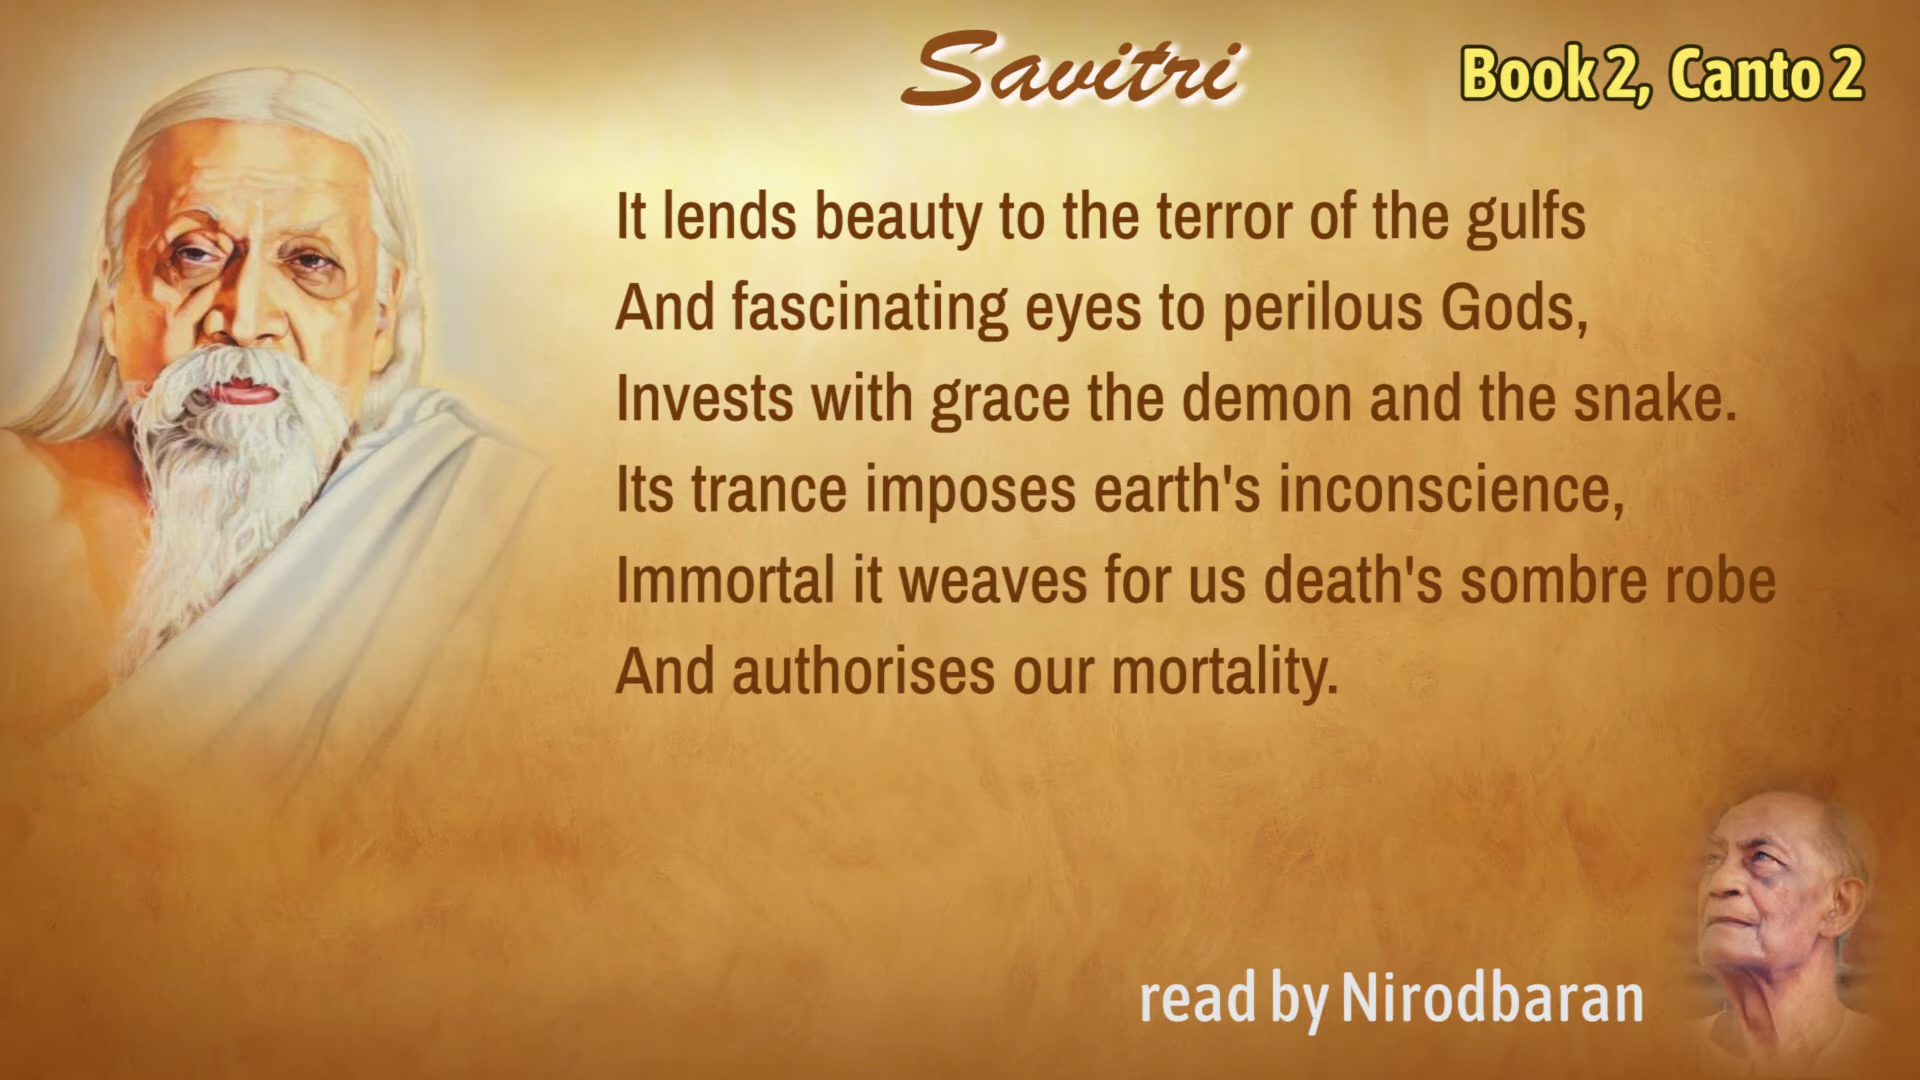 Savitri
Book 2, Canto 2
It lends beauty to the terror of the gulfs
And fascinating eyes to perilous Gods,
Invests with grace the demon and the snake.
Its trance imposes earth's inconscience,
Immortal it weaves for us death's sombre robe
And authorises our mortality.
read by Nirodbaran